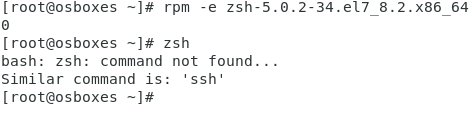 [root@osboxes ~]# rpm -e zsh-5.0.2-34.el7_8.2.x86_64
0
[root@osboxes ~]# zsh
bash: zsh: command not found...
Similar command is: 'ssh'
[root@osboxes ~]#